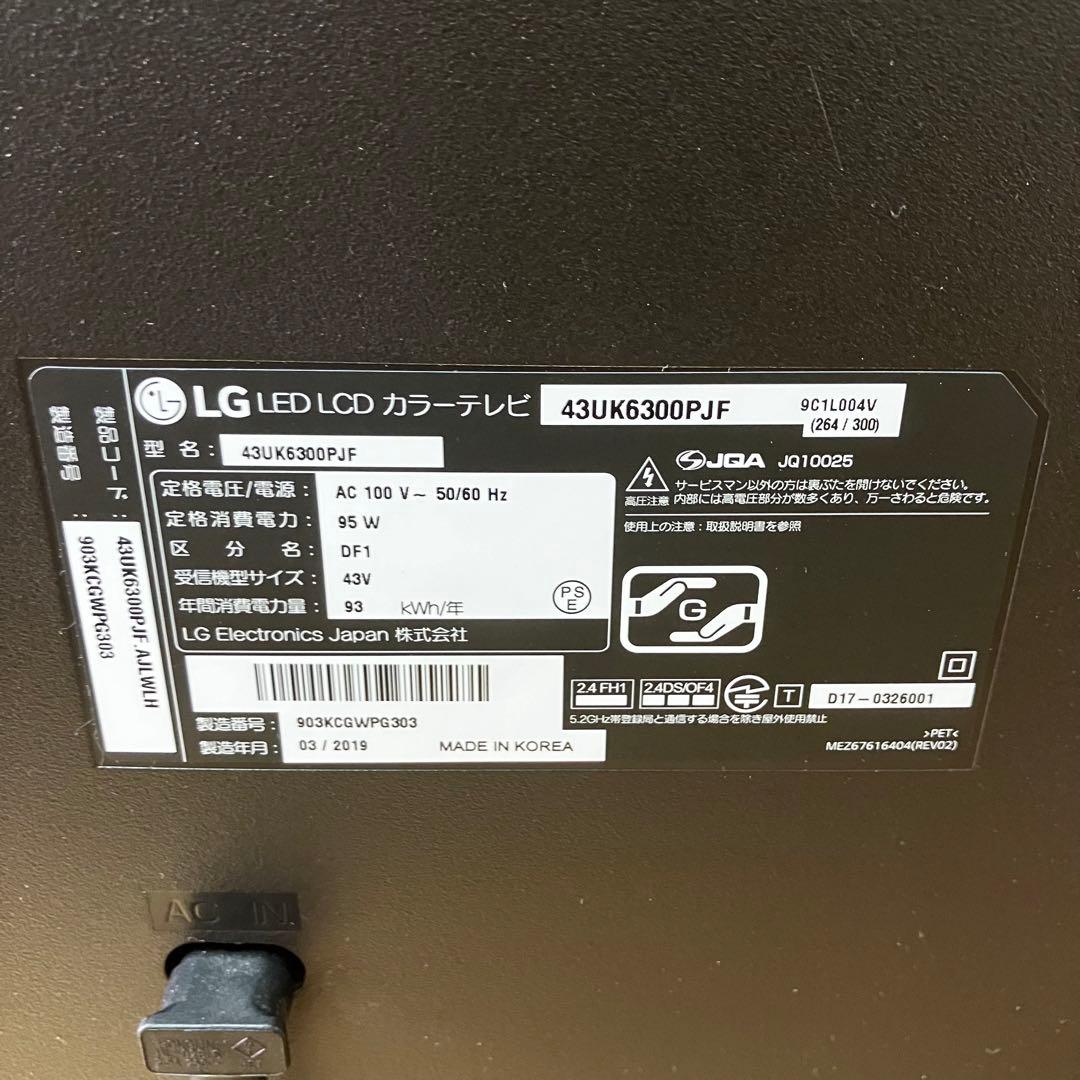 LG LED LCD カラーテレビ 43UK6300PJF 9C1L004V
(264 / 300)
型 名： 43UK6300PJF
定格電圧/電源： AC 100 V～ 50/60 Hz
定格消費電力： 95 W
区 分 名： DF1
受信機型サイズ： 43V
年間消費電力量： 93 kWh/年
PS
E
LG Electronics Japan 株式会社
製造番号： 903KCGWPG303
製造年月： 03 / 2019 MADE IN KOREA
製品コード： 43UK6300PJF.AJLWLH
製造番号： 903KCGWPG303
JQA JQ10025
高圧注意
サービスマン以外の方は裏ぶたを開けないでください。
内部には高電圧部分が数多くあり、万一さわると危険です。
使用上の注意：取扱説明書を参照
G
2.4 FH1 2.4DS/OF4 T D17-0326001
5.2GHz帯登録局と通信する場合を除き屋外使用禁止
>PET<
MEZ67616404(REV02)
AC IN